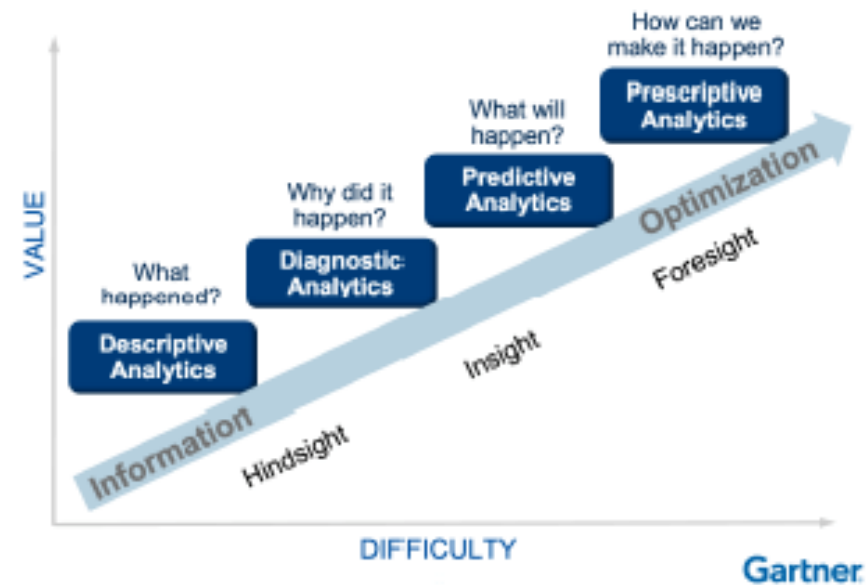 How can we
make it happen?
Prescriptive
Analytics
What will
happen?
Predictive
Analytics
Optimization
Why did it
happen?
Diagnostic
Analytics
Foresight
VALUE
What
happened?
Descriptive
Analytics
Insight
Information
Hindsight
DIFFICULTY
Gartner